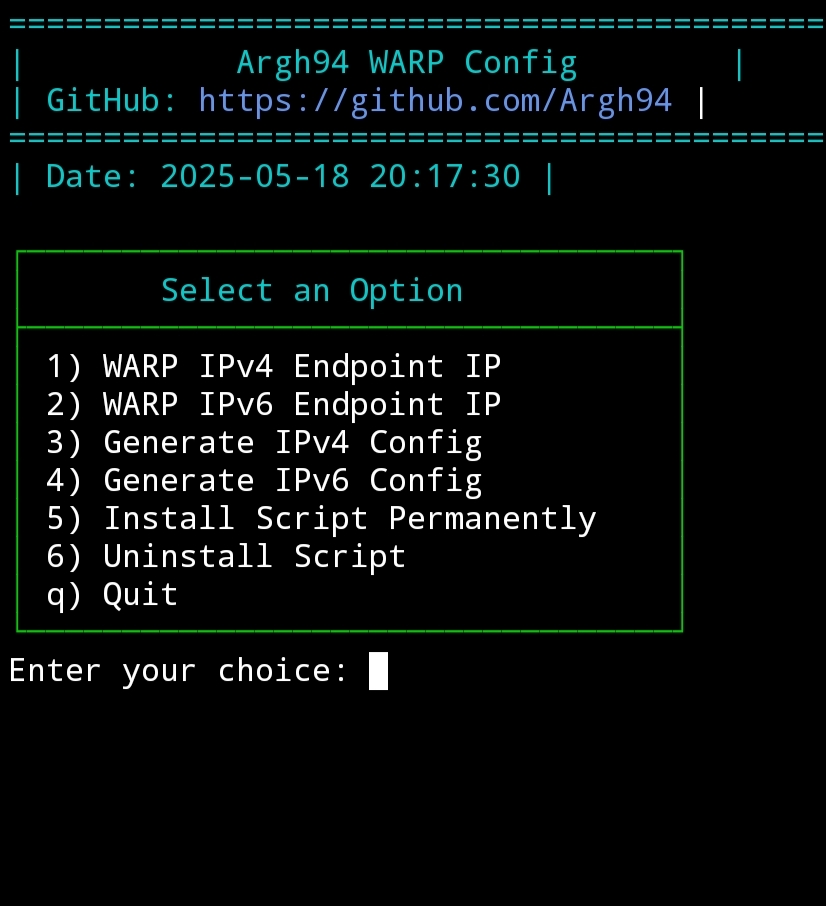 ===========================================
| Argh94 WARP Config |
| GitHub: https://github.com/Argh94 |
===========================================
| Date: 2025-05-18 20:17:30 |
Select an Option
1) WARP IPv4 Endpoint IP
2) WARP IPv6 Endpoint IP
3) Generate IPv4 Config
4) Generate IPv6 Config
5) Install Script Permanently
6) Uninstall Script
q) Quit
Enter your choice: